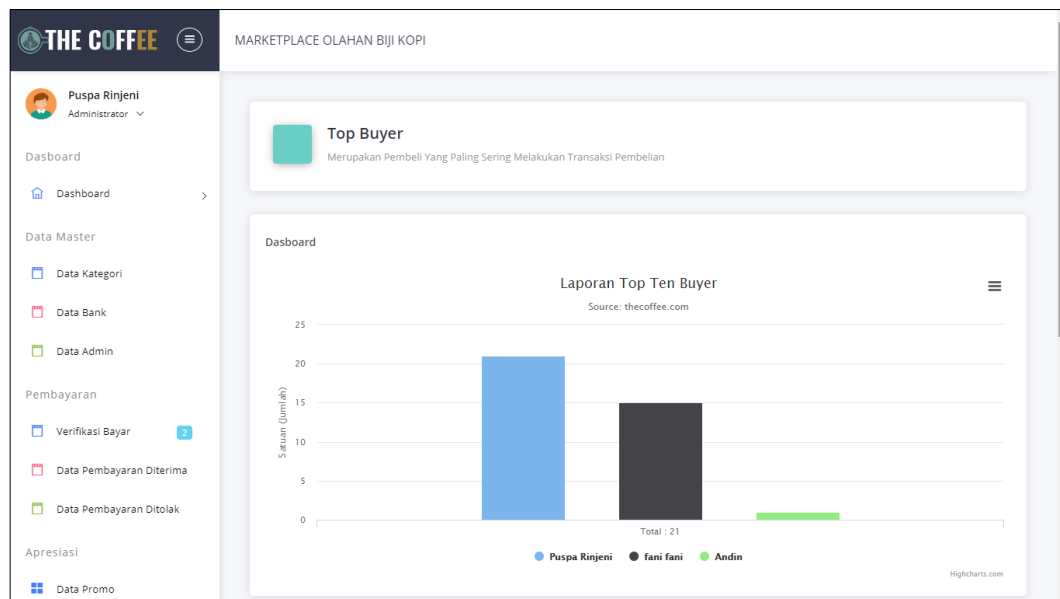 THE COFFEE
MARKETPLACE OLAHAN BIJI KOPI
Puspa Rinjeni
Administrator
Dasboard
Dashboard
Data Master
Data Kategori
Data Bank
Data Admin
Pembayaran
Verifikasi Bayar 2
Data Pembayaran Diterima
Data Pembayaran Ditolak
Apresiasi
Data Promo
Top Buyer
Merupakan Pembeli Yang Paling Sering Melakukan Transaksi Pembelian
Dasboard
Laporan Top Ten Buyer
Source: thecoffee.com
Satuan (Jumlah)
25
20
15
10
5
0
Total : 21
Puspa Rinjeni fani fani Andin
Highcharts.com